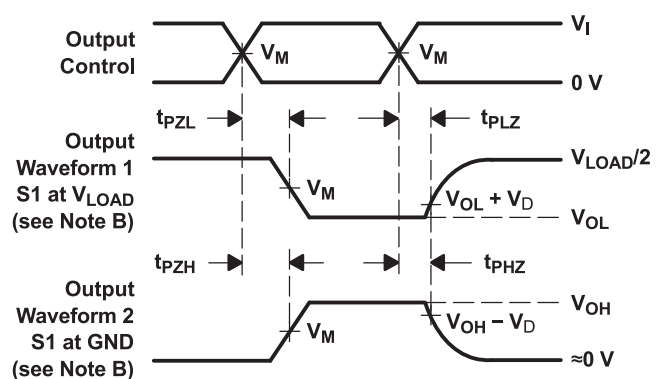 Output
Control
V_M
V_M
V_I
0 V
t_PZL
t_PLZ
Output
Waveform 1
S1 at V_LOAD
(see Note B)
V_M
V_LOAD/2
V_OL + V_D
V_OL
t_PZH
t_PHZ
Output
Waveform 2
S1 at GND
(see Note B)
V_M
V_OH
V_OH − V_D
≈0 V